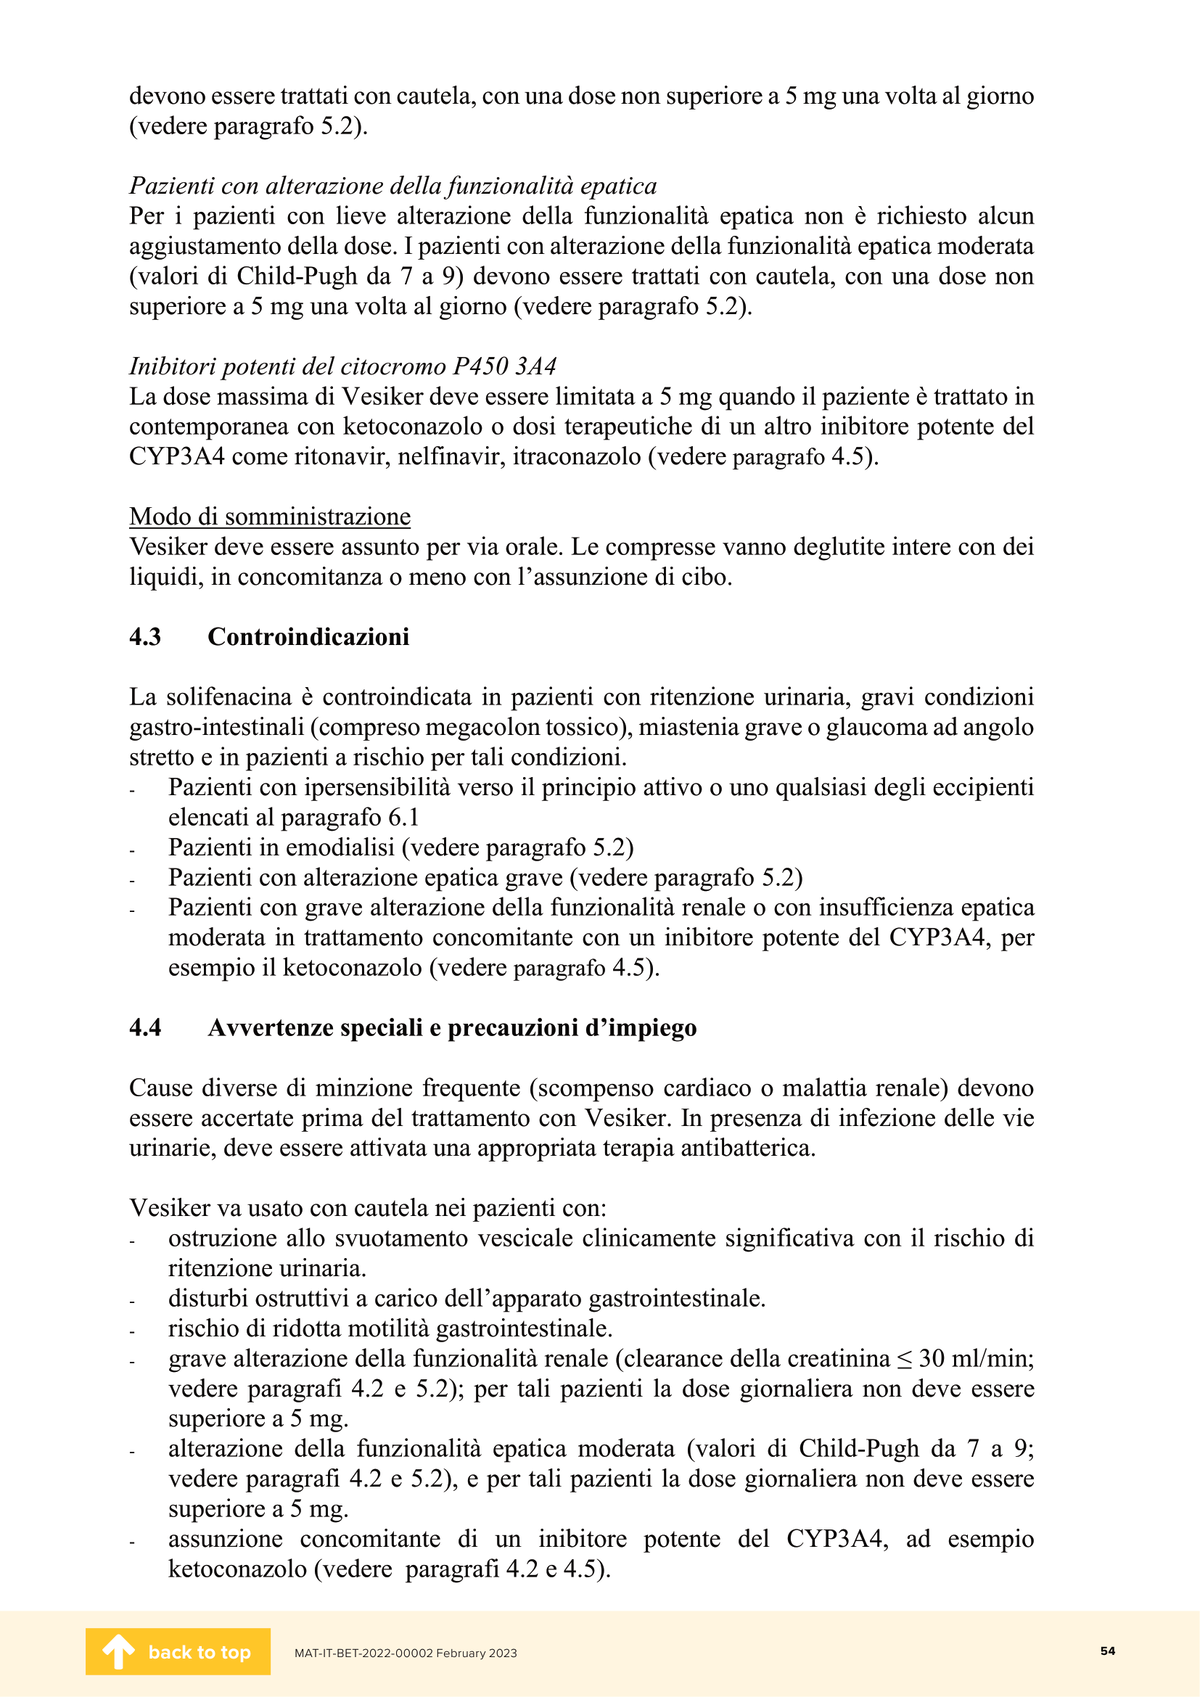 devono essere trattati con cautela, con una dose non superiore a 5 mg una volta al giorno
(vedere paragrafo 5.2).
Pazienti con alterazione della funzionalità epatica
Per i pazienti con lieve alterazione della funzionalità epatica non è richiesto alcun
aggiustamento della dose. I pazienti con alterazione della funzionalità epatica moderata
(valori di Child-Pugh da 7 a 9) devono essere trattati con cautela, con una dose non
superiore a 5 mg una volta al giorno (vedere paragrafo 5.2).
Inibitori potenti del citocromo P450 3A4
La dose massima di Vesiker deve essere limitata a 5 mg quando il paziente è trattato in
contemporanea con ketoconazolo o dosi terapeutiche di un altro inibitore potente del
CYP3A4 come ritonavir, nelfinavir, itraconazolo (vedere paragrafo 4.5).
Modo di somministrazione
Vesiker deve essere assunto per via orale. Le compresse vanno deglutite intere con dei
liquidi, in concomitanza o meno con l’assunzione di cibo.
4.3 Controindicazioni
La solifenacina è controindicata in pazienti con ritenzione urinaria, gravi condizioni
gastro-intestinali (compreso megacolon tossico), miastenia grave o glaucoma ad angolo
stretto e in pazienti a rischio per tali condizioni.
- Pazienti con ipersensibilità verso il principio attivo o uno qualsiasi degli eccipienti
elencati al paragrafo 6.1
- Pazienti in emodialisi (vedere paragrafo 5.2)
- Pazienti con alterazione epatica grave (vedere paragrafo 5.2)
- Pazienti con grave alterazione della funzionalità renale o con insufficienza epatica
moderata in trattamento concomitante con un inibitore potente del CYP3A4, per
esempio il ketoconazolo (vedere paragrafo 4.5).
4.4 Avvertenze speciali e precauzioni d’impiego
Cause diverse di minzione frequente (scompenso cardiaco o malattia renale) devono
essere accertate prima del trattamento con Vesiker. In presenza di infezione delle vie
urinarie, deve essere attivata una appropriata terapia antibatterica.
Vesiker va usato con cautela nei pazienti con:
- ostruzione allo svuotamento vescicale clinicamente significativa con il rischio di
ritenzione urinaria.
- disturbi ostruttivi a carico dell’apparato gastrointestinale.
- rischio di ridotta motilità gastrointestinale.
- grave alterazione della funzionalità renale (clearance della creatinina ≤ 30 ml/min;
vedere paragrafi 4.2 e 5.2); per tali pazienti la dose giornaliera non deve essere
superiore a 5 mg.
- alterazione della funzionalità epatica moderata (valori di Child-Pugh da 7 a 9;
vedere paragrafi 4.2 e 5.2), e per tali pazienti la dose giornaliera non deve essere
superiore a 5 mg.
- assunzione concomitante di un inibitore potente del CYP3A4, ad esempio
ketoconazolo (vedere paragrafi 4.2 e 4.5).
back to top MAT-IT-BET-2022-00002 February 2023 54